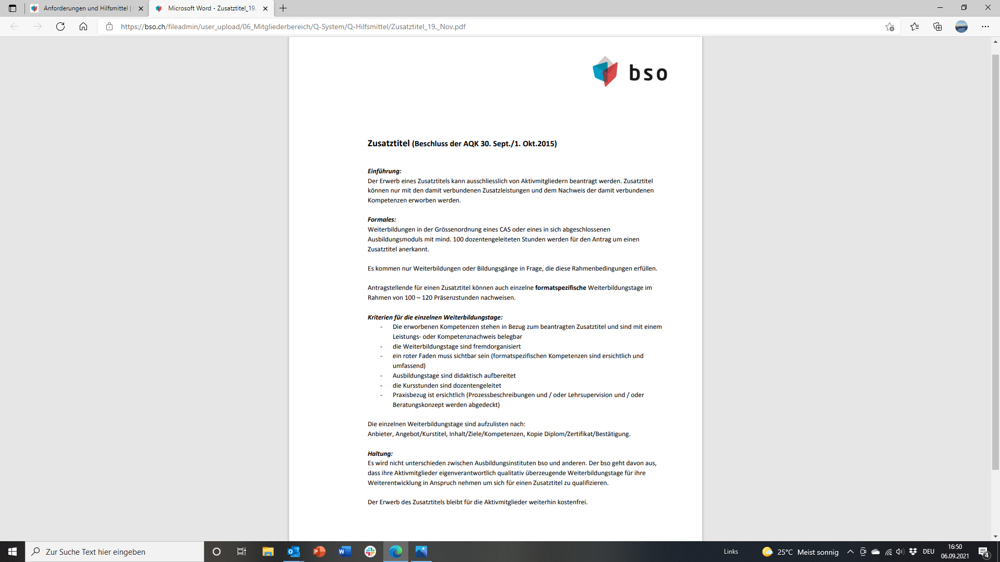 Anforderungen und Hilfsmittel |
Microsoft Word - Zusatztitel_19.
https://bso.ch/fileadmin/user_upload/06_Mitgliederbereich/Q-System/Q-Hilfsmittel/Zusatztitel_19._Nov.pdf
bso
Zusatztitel (Beschluss der AQK 30. Sept./1. Okt.2015)
Einführung:
Der Erwerb eines Zusatztitels kann ausschliesslich von Aktivmitgliedern beantragt werden. Zusatztitel
können nur mit den damit verbundenen Zusatzleistungen und dem Nachweis der damit verbundenen
Kompetenzen erworben werden.
Formales:
Weiterbildungen in der Grössenordnung eines CAS oder eines in sich abgeschlossenen
Ausbildungsmoduls mit mind. 100 dozentengeleiteten Stunden werden für den Antrag um einen
Zusatztitel anerkannt.
Es kommen nur Weiterbildungen oder Bildungsgänge in Frage, die diese Rahmenbedingungen erfüllen.
Antragstellende für einen Zusatztitel können auch einzelne formatspezifische Weiterbildungstage im
Rahmen von 100 – 120 Präsenzstunden nachweisen.
Kriterien für die einzelnen Weiterbildungstage:
- Die erworbenen Kompetenzen stehen in Bezug zum beantragten Zusatztitel und sind mit einem
Leistungs- oder Kompetenznachweis belegbar
- die Weiterbildungstage sind fremdorganisiert
- ein roter Faden muss sichtbar sein (formatspezifischen Kompetenzen sind ersichtlich und
umfassend)
- Ausbildungstage sind didaktisch aufbereitet
- die Kursstunden sind dozentengeleitet
- Praxisbezug ist ersichtlich (Prozessbeschreibungen und / oder Lehrsupervision und / oder
Beratungskonzept werden abgedeckt)
Die einzelnen Weiterbildungstage sind aufzulisten nach:
Anbieter, Angebot/Kurstitel, Inhalt/Ziele/Kompetenzen, Kopie Diplom/Zertifikat/Bestätigung.
Haltung:
Es wird nicht unterschieden zwischen Ausbildungsinstituten bso und anderen. Der bso geht davon aus,
dass ihre Aktivmitglieder eigenverantwortlich qualitativ überzeugende Weiterbildungstage für ihre
Weiterentwicklung in Anspruch nehmen um sich für einen Zusatztitel zu qualifizieren.
Der Erwerb des Zusatztitels bleibt für die Aktivmitglieder weiterhin kostenfrei.
Zur Suche Text hier eingeben
Links
25°C Meist sonnig
DEU
16:50
06.09.2021
4